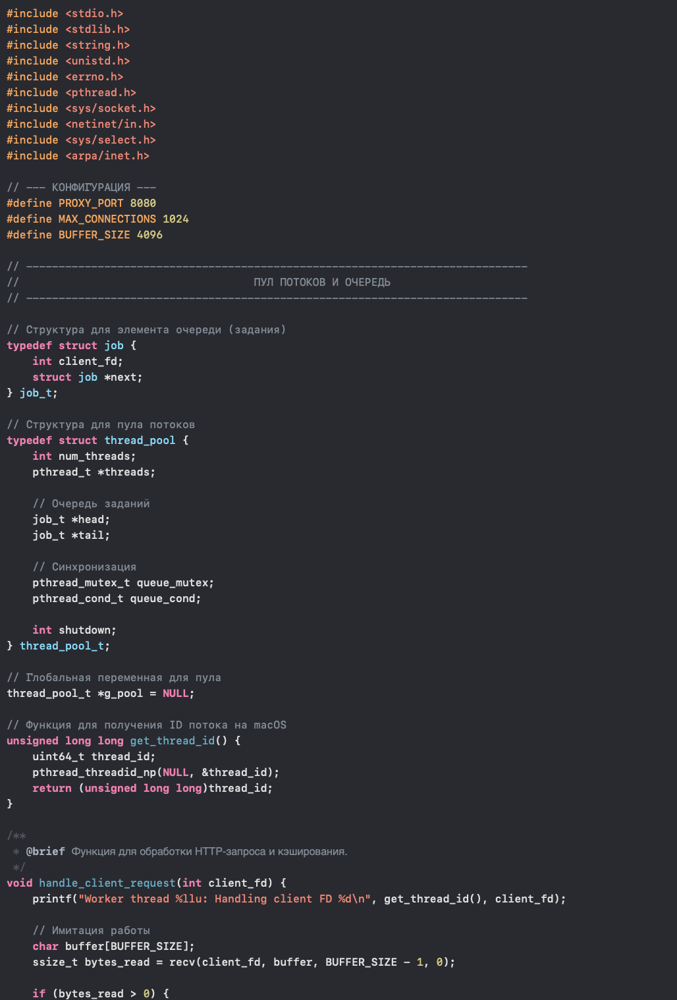 #include <stdio.h>
#include <stdlib.h>
#include <string.h>
#include <unistd.h>
#include <errno.h>
#include <pthread.h>
#include <sys/socket.h>
#include <netinet/in.h>
#include <sys/select.h>
#include <arpa/inet.h>

// --- КОНФИГУРАЦИЯ ---
#define PROXY_PORT 8080
#define MAX_CONNECTIONS 1024
#define BUFFER_SIZE 4096

// -----------------------------------------------------------------------------
//                                    ПУЛ ПОТОКОВ И ОЧЕРЕДЬ
// -----------------------------------------------------------------------------

// Структура для элемента очереди (задания)
typedef struct job {
    int client_fd;
    struct job *next;
} job_t;

// Структура для пула потоков
typedef struct thread_pool {
    int num_threads;
    pthread_t *threads;

    // Очередь заданий
    job_t *head;
    job_t *tail;

    // Синхронизация
    pthread_mutex_t queue_mutex;
    pthread_cond_t queue_cond;

    int shutdown;
} thread_pool_t;

// Глобальная переменная для пула
thread_pool_t *g_pool = NULL;

// Функция для получения ID потока на macOS
unsigned long long get_thread_id() {
    uint64_t thread_id;
    pthread_threadid_np(NULL, &thread_id);
    return (unsigned long long)thread_id;
}

/**
 * @brief Функция для обработки HTTP-запроса и кэширования.
 */
void handle_client_request(int client_fd) {
    printf("Worker thread %llu: Handling client FD %d\n", get_thread_id(), client_fd);

    // Имитация работы
    char buffer[BUFFER_SIZE];
    ssize_t bytes_read = recv(client_fd, buffer, BUFFER_SIZE - 1, 0);

    if (bytes_read > 0) {